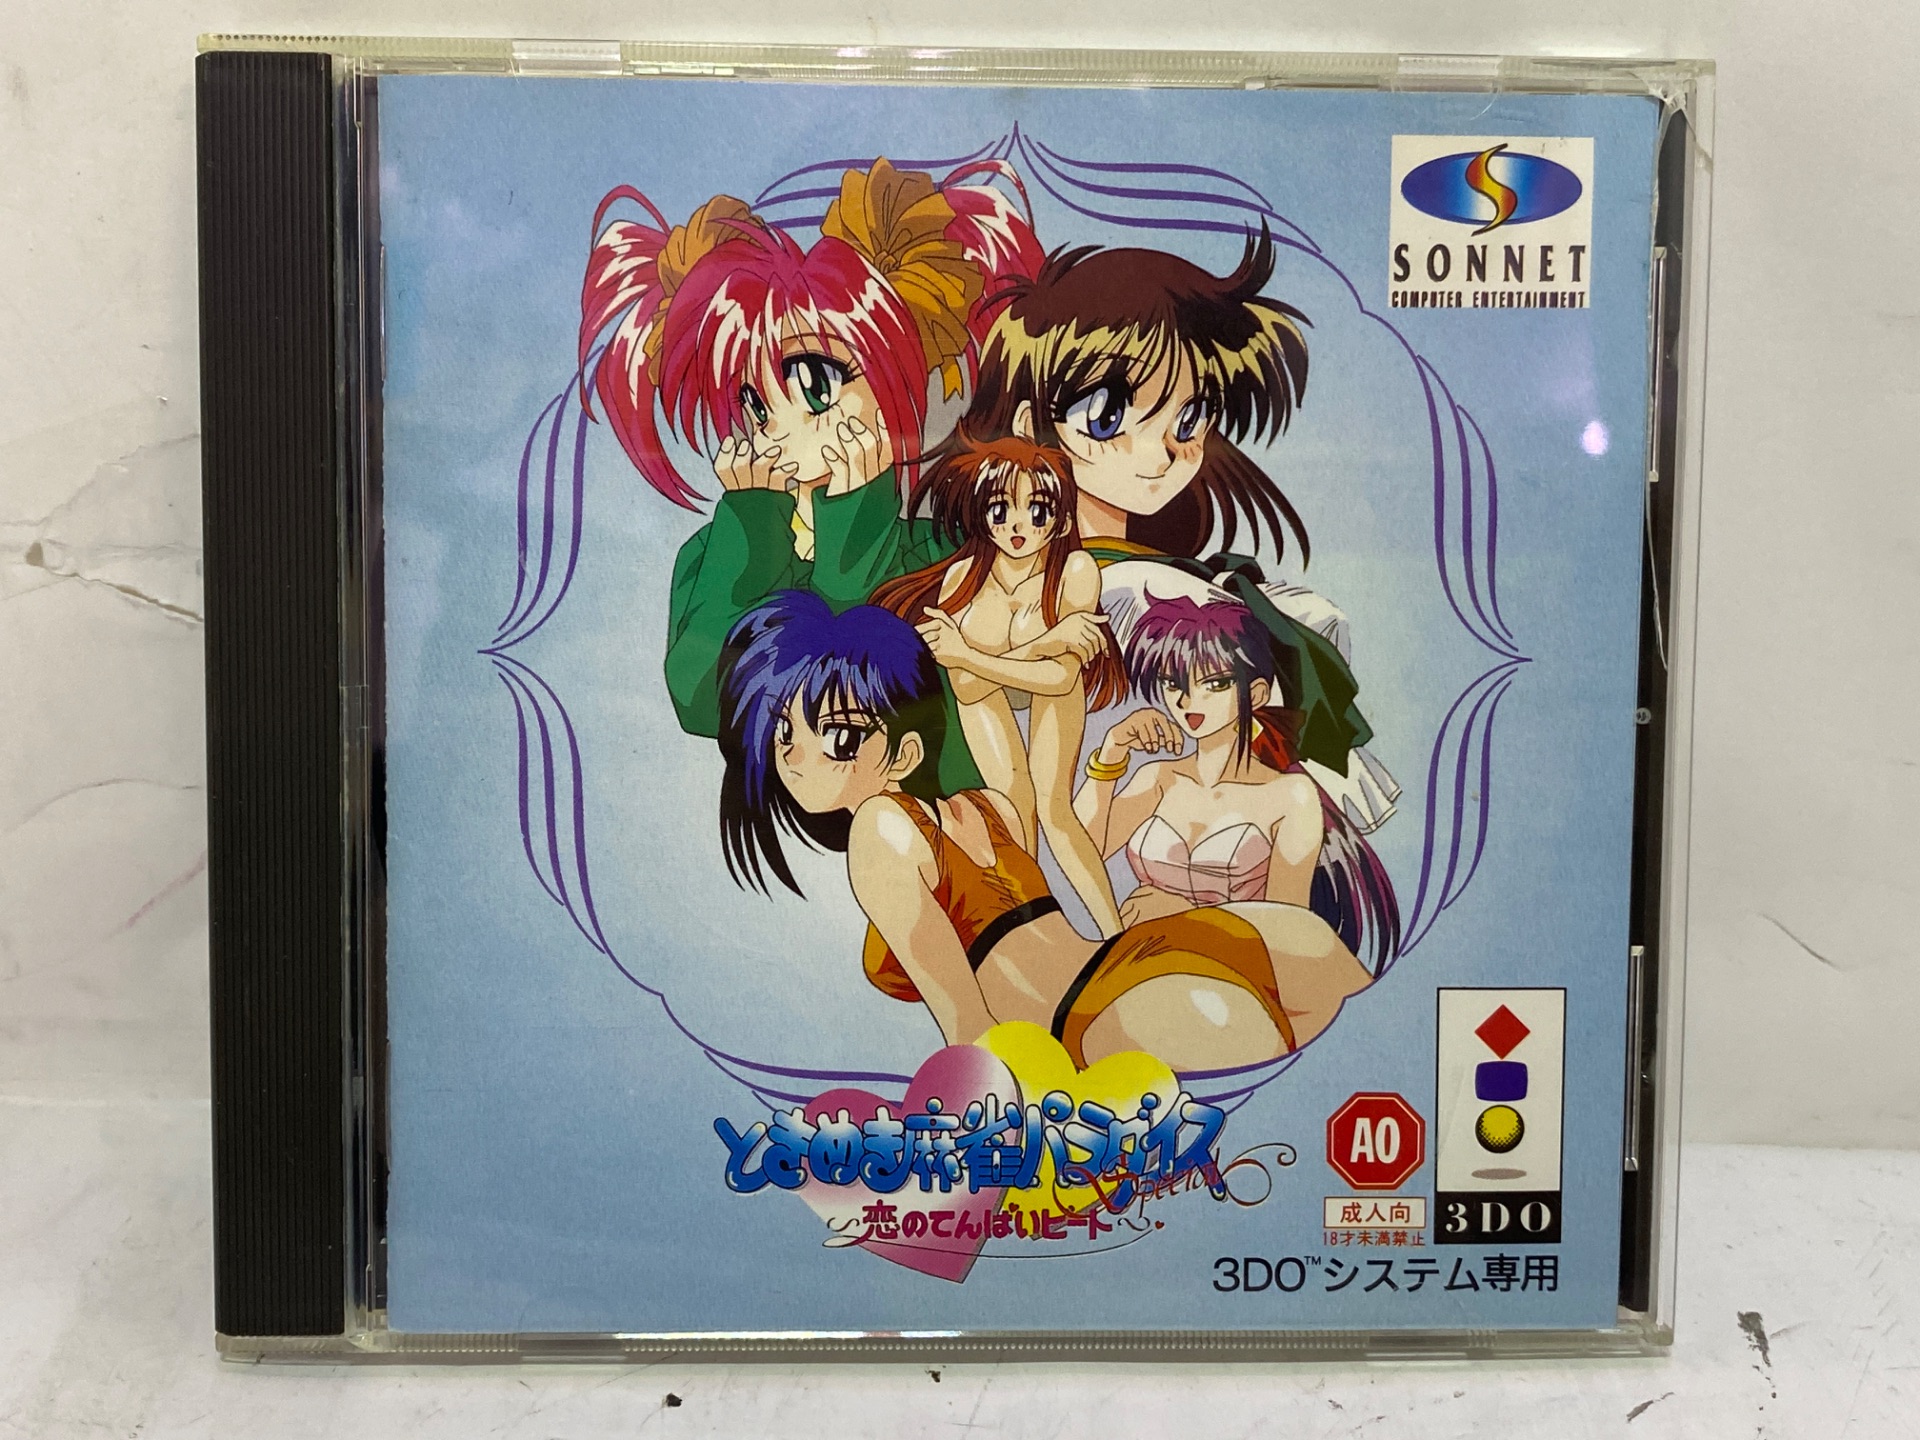 SONNET
COMPUTER ENTERTAINMENT
ときめき麻雀パラダイス
Special
恋のてんぱいビート
AO
成人向
18才未満禁止
3DO
3DO™システム専用